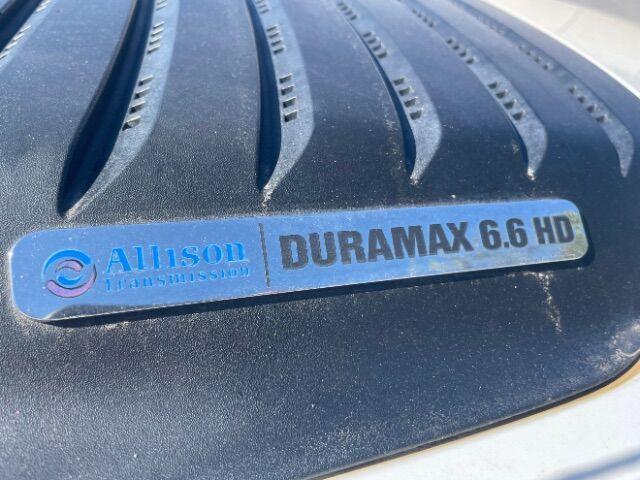 Allison
Transmission
DURAMAX 6.6 HD